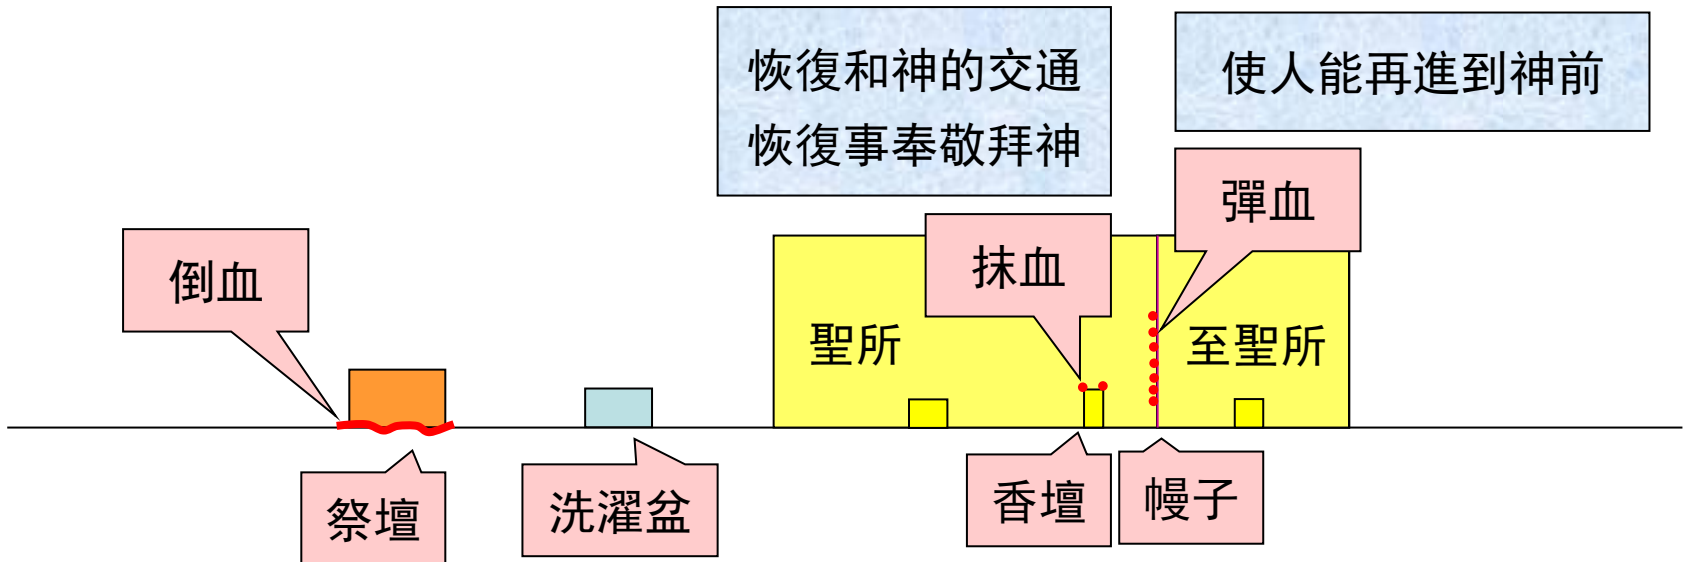 恢復和神的交通
恢復事奉敬拜神
使人能再進到神前
彈血
倒血
抹血
聖所
至聖所
祭壇
洗濯盆
香壇
幔子